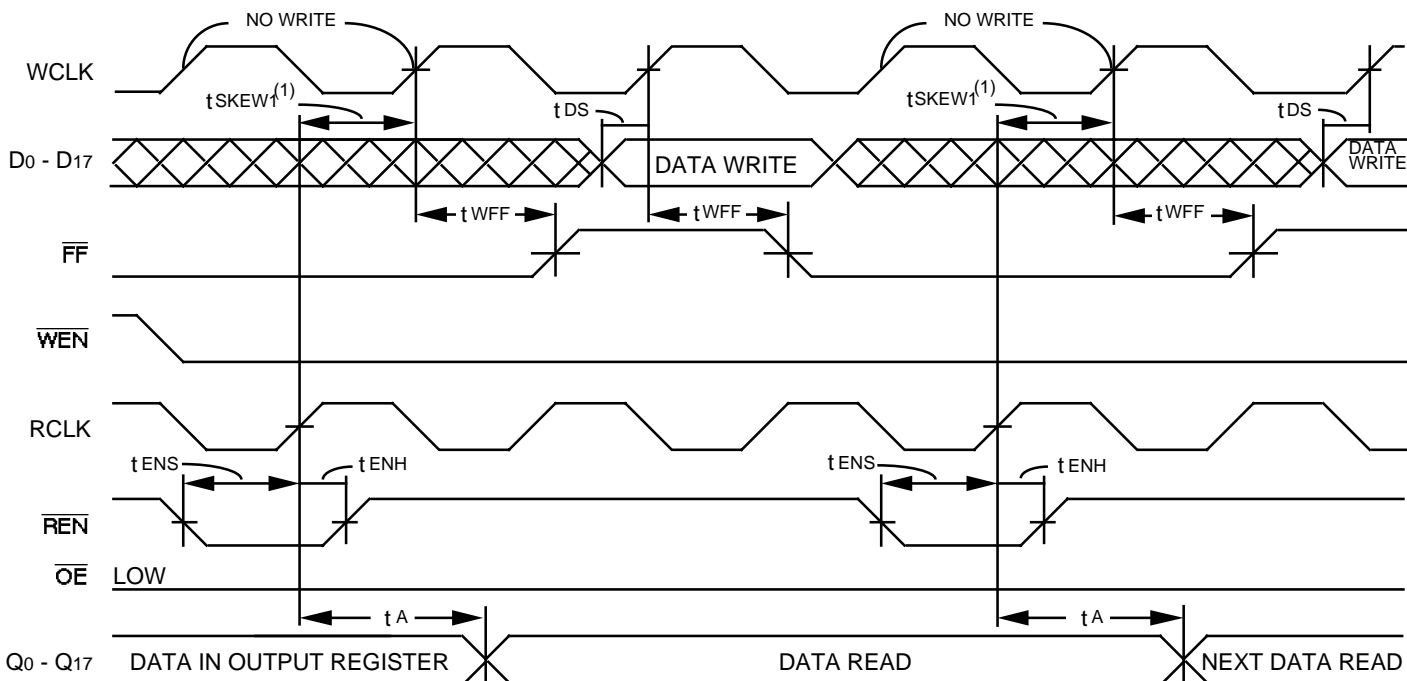 NO WRITE
NO WRITE
WCLK
tSKEW1(1)
tDS
tSKEW1(1)
tDS
D0 - D17
DATA WRITE
DATA
WRITE
tWFF
tWFF
tWFF
FF
WEN
RCLK
tENS
tENH
tENS
tENH
REN
OE
LOW
tA
tA
Q0 - Q17
DATA IN OUTPUT REGISTER
DATA READ
NEXT DATA READ